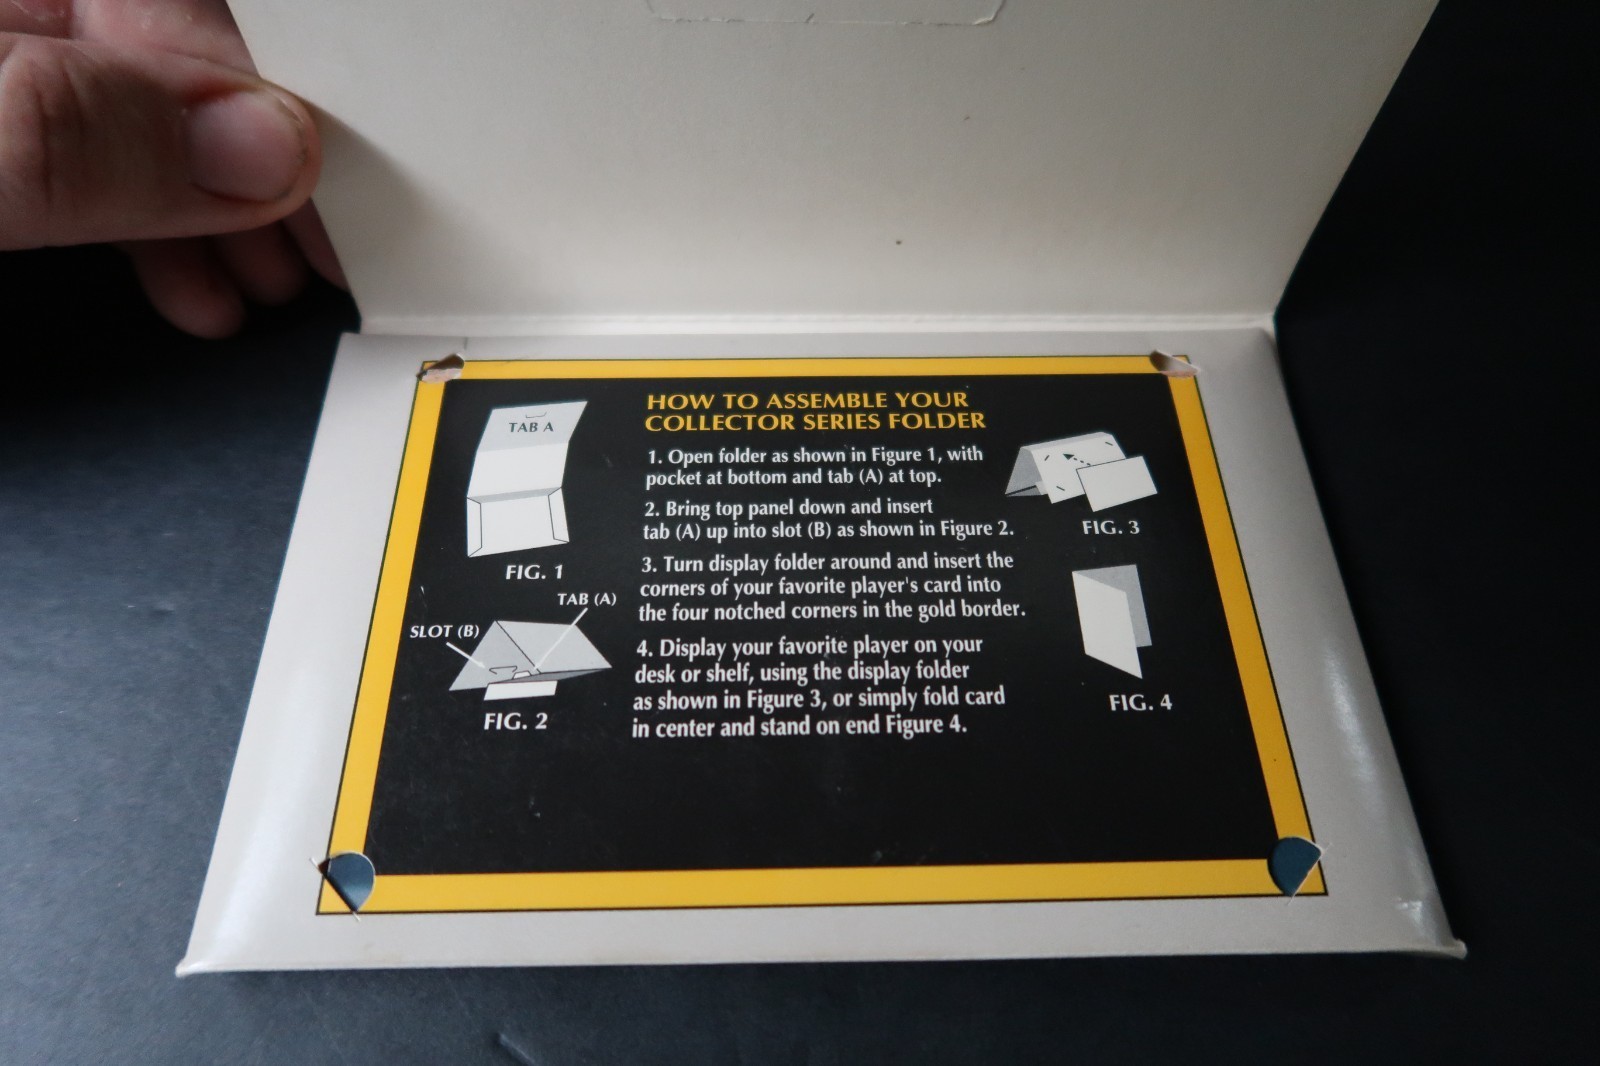 HOW TO ASSEMBLE YOUR
COLLECTOR SERIES FOLDER
1. Open folder as shown in Figure 1, with
pocket at bottom and tab (A) at top.
2. Bring top panel down and insert
tab (A) up into slot (B) as shown in Figure 2.
3. Turn display folder around and insert the
corners of your favorite player's card into
the four notched corners in the gold border.
4. Display your favorite player on your
desk or shelf, using the display folder
as shown in Figure 3, or simply fold card
in center and stand on end Figure 4.
TAB A
FIG. 1
TAB (A)
SLOT (B)
FIG. 2
FIG. 3
FIG. 4